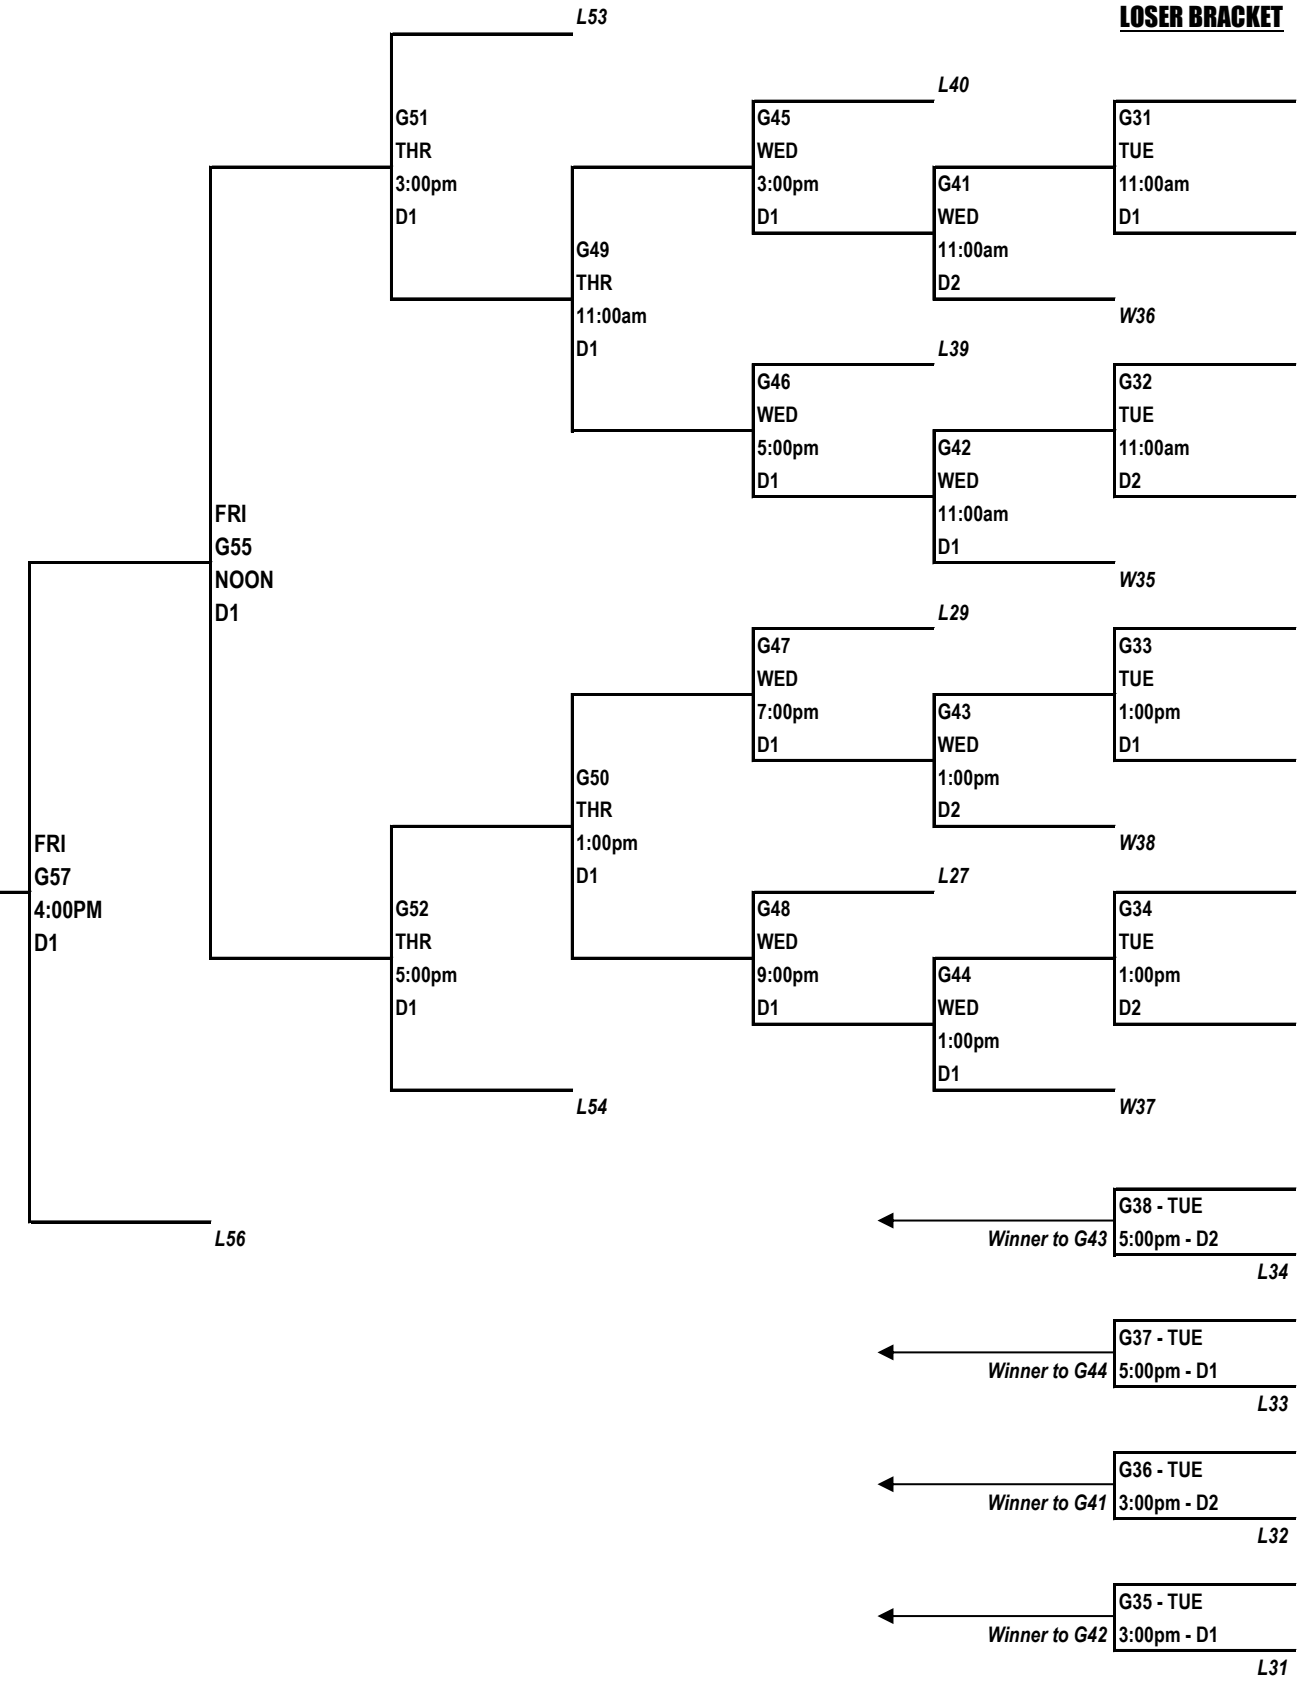 LOSER BRACKET
L53
L40
G51
THR
3:00pm
D1
G45
WED
3:00pm
D1
G31
TUE
11:00am
D1
G41
WED
11:00am
D2
G49
THR
11:00am
D1
W36
L39
G46
WED
5:00pm
D1
G32
TUE
11:00am
D2
G42
WED
11:00am
D1
FRI
G55
NOON
D1
W35
L29
G47
WED
7:00pm
D1
G33
TUE
1:00pm
D1
G43
WED
1:00pm
D2
G50
THR
1:00pm
D1
FRI
G57
4:00PM
D1
W38
L27
G52
THR
5:00pm
D1
G48
WED
9:00pm
D1
G34
TUE
1:00pm
D2
G44
WED
1:00pm
D1
L54
W37
L56
G38 - TUE
Winner to G43 5:00pm - D2
L34
G37 - TUE
Winner to G44 5:00pm - D1
L33
G36 - TUE
Winner to G41 3:00pm - D2
L32
G35 - TUE
Winner to G42 3:00pm - D1
L31